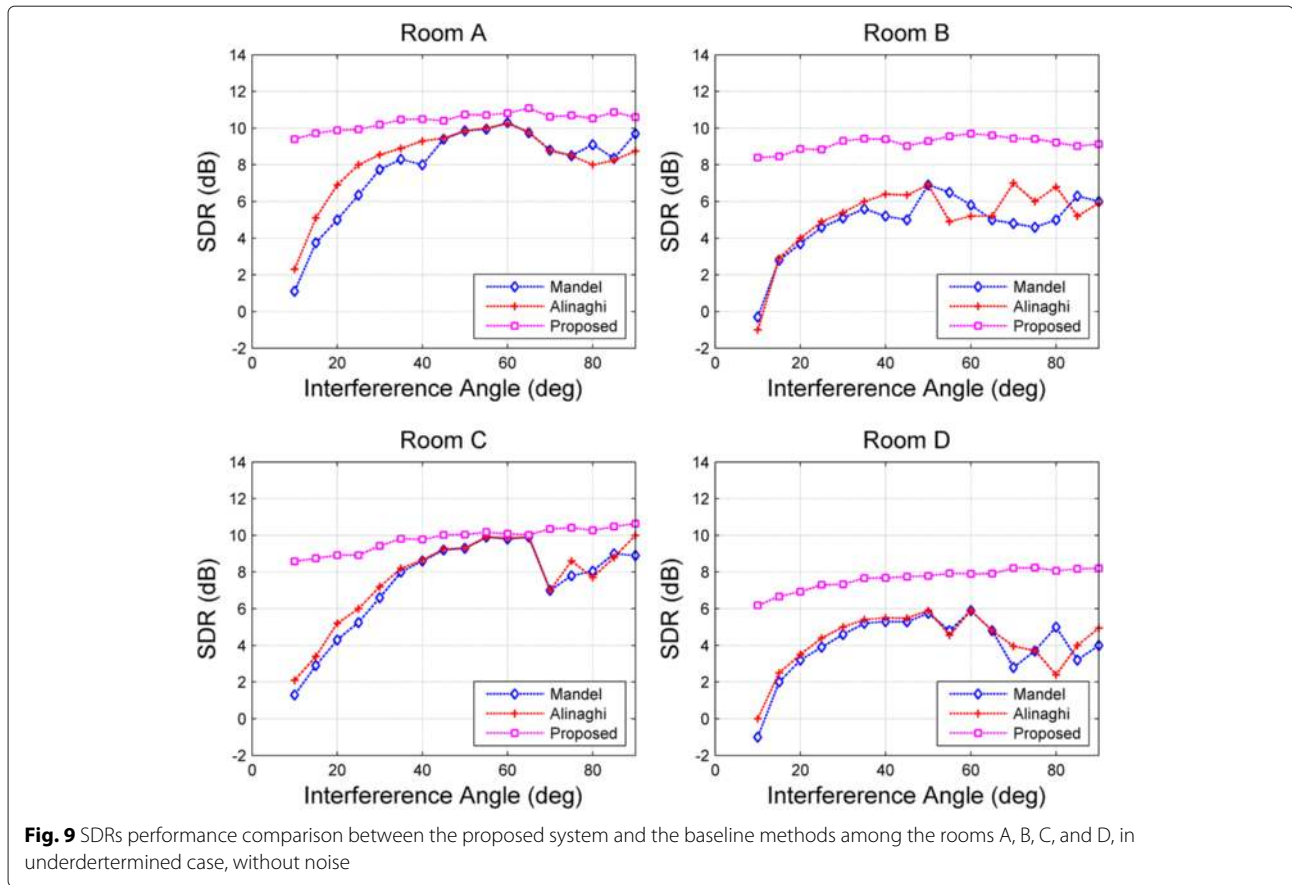 Room A
14
12
10
8
6
4
2
0
-2
SDR (dB)
0 20 40 60 80
Interfererence Angle (deg)
Mandel
Alinaghi
Proposed
Room B
14
12
10
8
6
4
2
0
-2
SDR (dB)
0 20 40 60 80
Interfererence Angle (deg)
Mandel
Alinaghi
Proposed
Room C
14
12
10
8
6
4
2
0
-2
SDR (dB)
0 20 40 60 80
Interfererence Angle (deg)
Mandel
Alinaghi
Proposed
Room D
14
12
10
8
6
4
2
0
-2
SDR (dB)
0 20 40 60 80
Interfererence Angle (deg)
Mandel
Alinaghi
Proposed
Fig. 9 SDRs performance comparison between the proposed system and the baseline methods among the rooms A, B, C, and D, in
underdertermined case, without noise